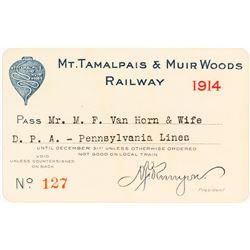 MT. TAMALPAIS & MUIR WOODS
RAILWAY
1914
PASS Mr. M. F. Van Horn & Wife
D. P. A. - Pennsylvania Lines
UNTIL DECEMBER 31ST UNLESS OTHERWISE ORDERED
VOID
UNLESS COUNTERSIGNED
ON BACK
NOT GOOD ON LOCAL TRAIN
No. 127
President